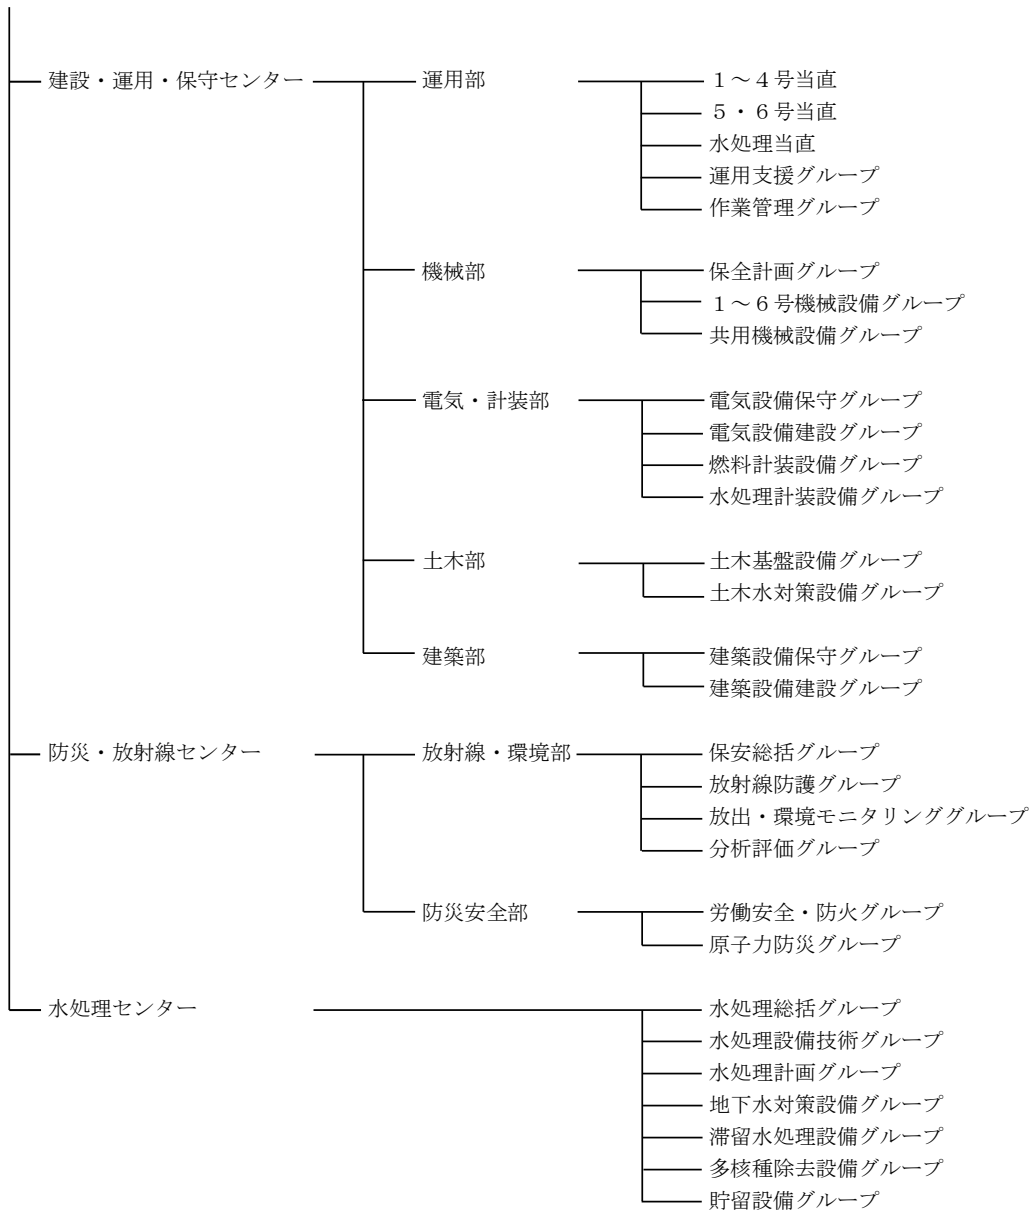 建設・運用・保守センター 運用部 １～４号当直
５・６号当直
水処理当直
運用支援グループ
作業管理グループ
機械部 保全計画グループ
１～６号機械設備グループ
共用機械設備グループ
電気・計装部 電気設備保守グループ
電気設備建設グループ
燃料計装設備グループ
水処理計装設備グループ
土木部 土木基盤設備グループ
土木水対策設備グループ
建築部 建築設備保守グループ
建築設備建設グループ
防災・放射線センター 放射線・環境部 保安総括グループ
放射線防護グループ
放出・環境モニタリンググループ
分析評価グループ
防災安全部 労働安全・防火グループ
原子力防災グループ
水処理センター 水処理総括グループ
水処理設備技術グループ
水処理計画グループ
地下水対策設備グループ
滞留水処理設備グループ
多核種除去設備グループ
貯留設備グループ